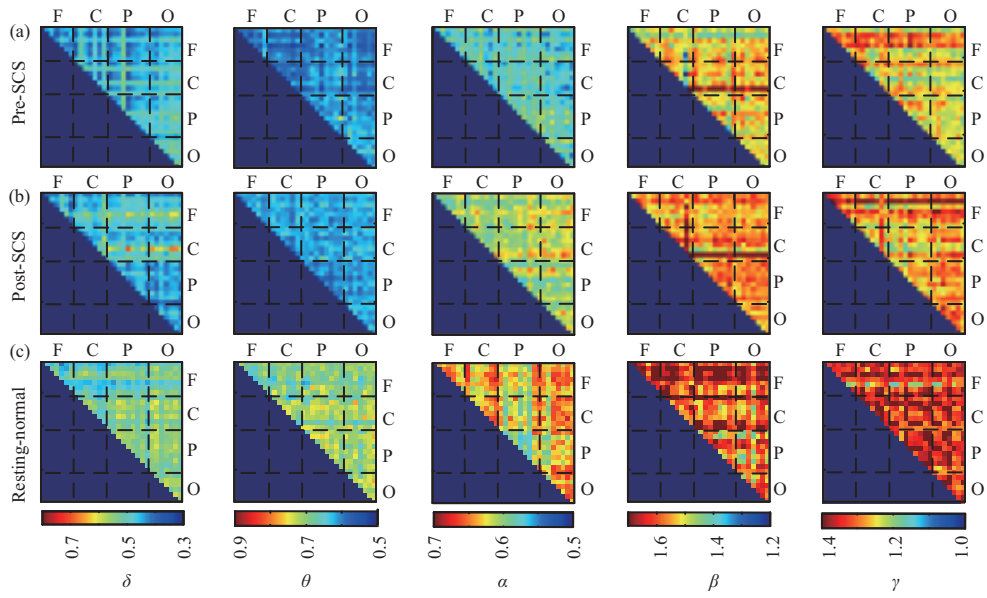 F C P O F C P O F C P O F C P O F C P O
(a)
Pre-SCS
F F F F F
C C C C C
P P P P P
O O O O O
F C P O F C P O F C P O F C P O F C P O
(b)
Post-SCS
F F F F F
C C C C C
P P P P P
O O O O O
F C P O F C P O F C P O F C P O F C P O
(c)
Resting-normal
F F F F F
C C C C C
P P P P P
O O O O O
0.7 0.5 0.3 0.9 0.7 0.5 0.7 0.6 0.5 1.6 1.4 1.2 1.4 1.2 1.0
δ θ α β γ